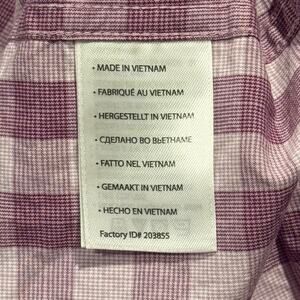 • MADE IN VIETNAM
• FABRIQUÉ AU VIETNAM
• HERGESTELLT IN VIETNAM
• СДЕЛАНО ВО ВЬЕТНАМЕ
• FATTO NEL VIETNAM
• GEMAAKT IN VIETNAM
• HECHO EN VIETNAM
Factory ID# 203855